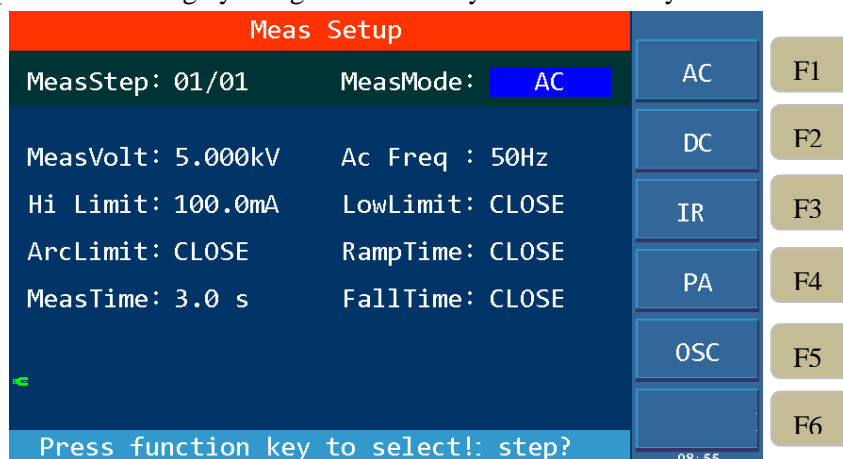 Meas Setup
MeasStep: 01/01 MeasMode: AC
MeasVolt: 5.000kV Ac Freq : 50Hz
Hi Limit: 100.0mA LowLimit: CLOSE
ArcLimit: CLOSE RampTime: CLOSE
MeasTime: 3.0 s FallTime: CLOSE
Press function key to select!: step?
AC F1
DC F2
IR F3
PA F4
OSC F5
F6